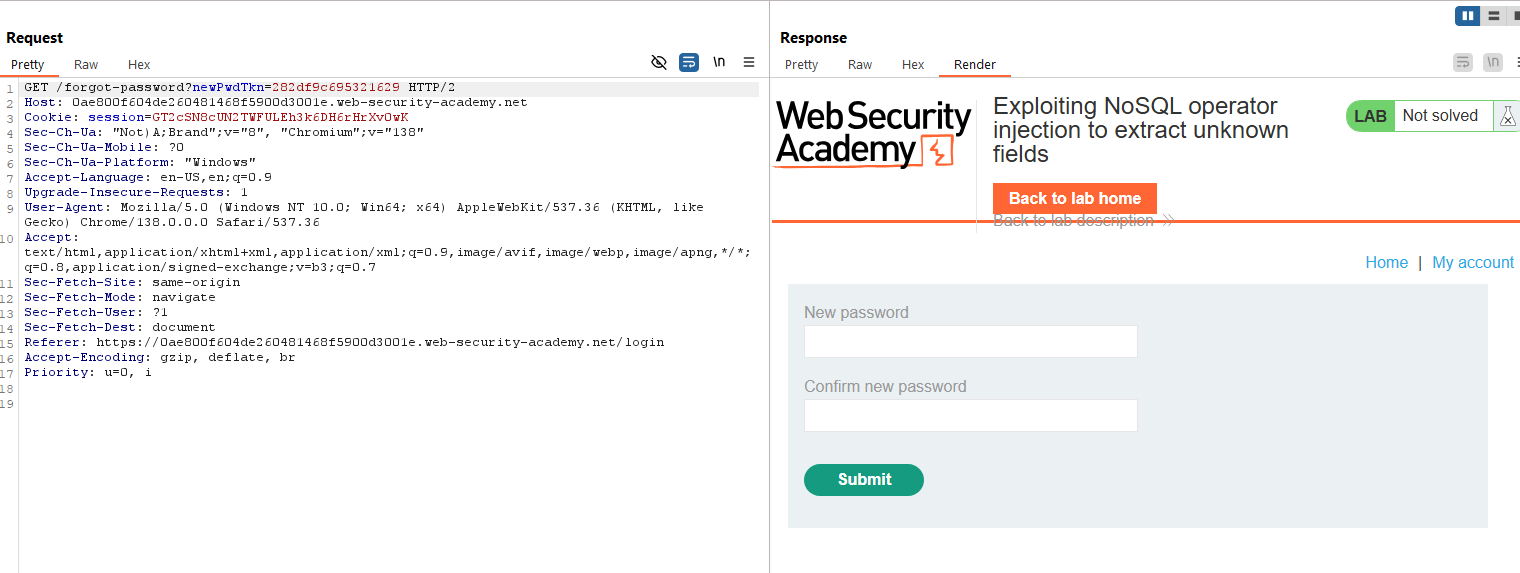 Request
Pretty Raw Hex
\n
1 GET /forgot-password?newPwdTkn=282df9c695321629 HTTP/2
2 Host: 0ae800f604de260481468f5900d3001e.web-security-academy.net
3 Cookie: session=GT2cSN8cUN2TWFULEh3k6DH6rHrXvOwK
4 Sec-Ch-Ua: "Not)A;Brand";v="8", "Chromium";v="138"
5 Sec-Ch-Ua-Mobile: ?0
6 Sec-Ch-Ua-Platform: "Windows"
7 Accept-Language: en-US,en;q=0.9
8 Upgrade-Insecure-Requests: 1
9 User-Agent: Mozilla/5.0 (Windows NT 10.0; Win64; x64) AppleWebKit/537.36 (KHTML, like
Gecko) Chrome/138.0.0.0 Safari/537.36
10 Accept:
text/html,application/xhtml+xml,application/xml;q=0.9,image/avif,image/webp,image/apng,*/*;
q=0.8,application/signed-exchange;v=b3;q=0.7
11 Sec-Fetch-Site: same-origin
12 Sec-Fetch-Mode: navigate
13 Sec-Fetch-User: ?1
14 Sec-Fetch-Dest: document
15 Referer: https://0ae800f604de260481468f5900d3001e.web-security-academy.net/login
16 Accept-Encoding: gzip, deflate, br
17 Priority: u=0, i
18
19
Response
Pretty Raw Hex Render
\n
WebSecurity
Academy
Exploiting NoSQL operator
injection to extract unknown
fields
LAB Not solved
Back to lab home
Back to lab description
Home | My account
New password
Confirm new password
Submit